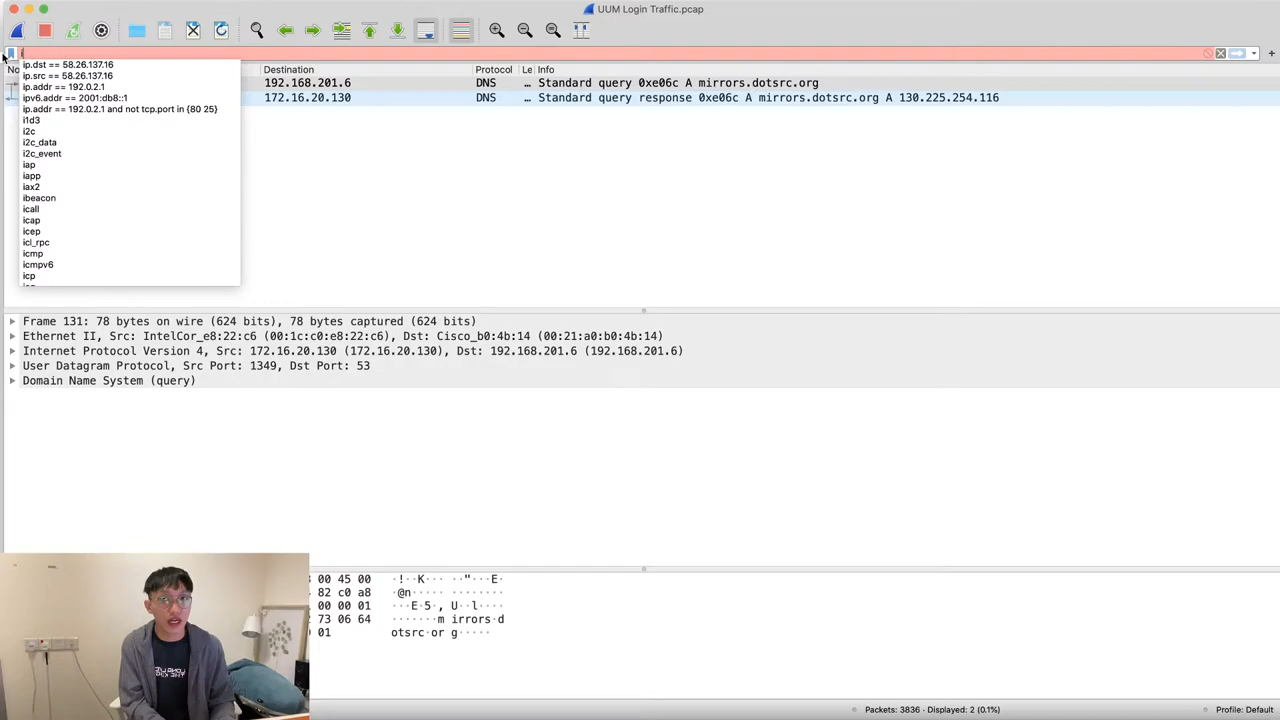 UUM Login Traffic.pcap
i
+
ip.dst == 58.26.137.16
ip.src == 58.26.137.16
ip.addr == 192.0.2.1
ipv6.addr == 2001:db8::1
ip.addr == 192.0.2.1 and not tcp.port in {80 25}
i1d3
i2c
i2c_data
i2c_event
iap
iapp
iax2
ibeacon
icall
icap
icep
icl_rpc
icmp
icmpv6
icp
No Destination Protocol Le Info
192.168.201.6 DNS … Standard query 0xe06c A mirrors.dotsrc.org
172.16.20.130 DNS … Standard query response 0xe06c A mirrors.dotsrc.org A 130.225.254.116
Frame 131: 78 bytes on wire (624 bits), 78 bytes captured (624 bits)
Ethernet II, Src: IntelCor_e8:22:c6 (00:1c:c0:e8:22:c6), Dst: Cisco_b0:4b:14 (00:21:a0:b0:4b:14)
Internet Protocol Version 4, Src: 172.16.20.130 (172.16.20.130), Dst: 192.168.201.6 (192.168.201.6)
User Datagram Protocol, Src Port: 1349, Dst Port: 53
Domain Name System (query)
00 45 00 ·!··K··· ··"···E·
82 c0 a8 ·@n····· ········
00 00 01 ···E·5·, U··l····
2 73 06 64 ·······m irrors·d
01 otsrc·or g·····
Packets: 3836 · Displayed: 2 (0.1%)
Profile: Default